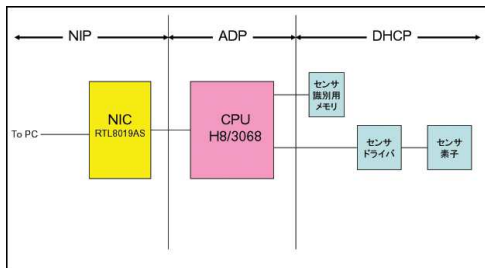 NIP
ADP
DHCP
NIC
RTL8019AS
To PC
CPU
H8/3068
センサ
識別用
メモリ
センサ
ドライバ
センサ
素子